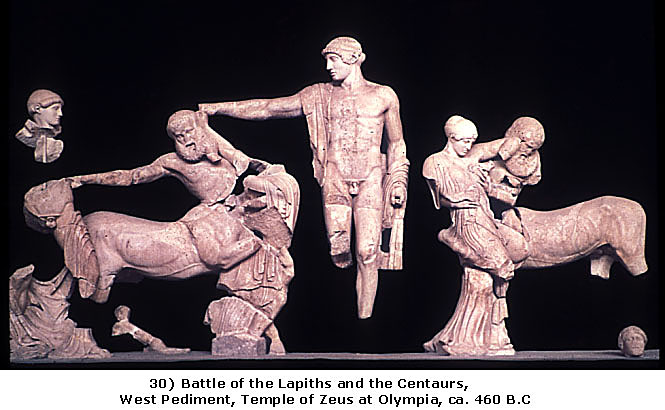 30) Battle of the Lapiths and the Centaurs,
West Pediment, Temple of Zeus at Olympia, ca. 460 B.C